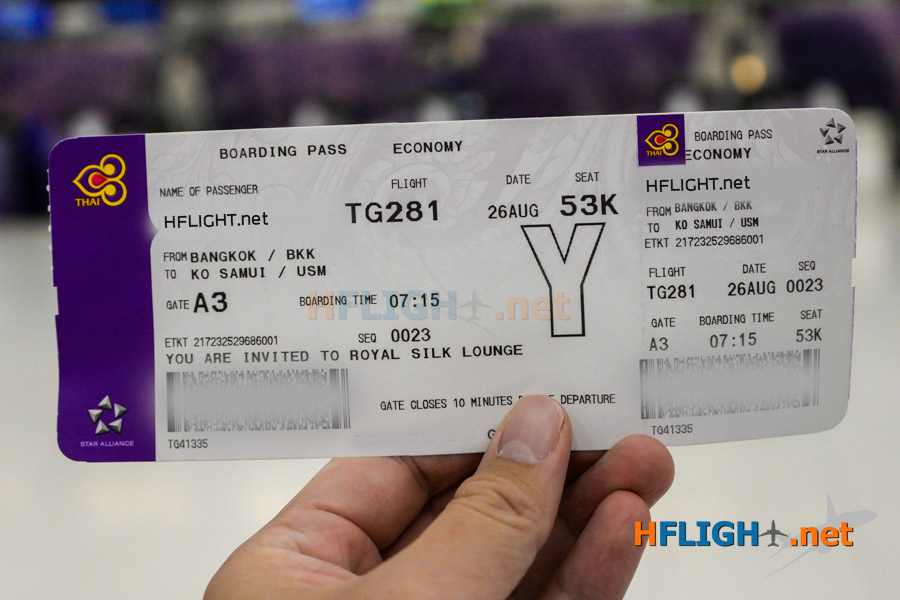 BOARDING PASS ECONOMY
NAME OF PASSENGER
HFLIGHT.net
FLIGHT DATE SEAT
TG281 26AUG 53K
THAI
FROM BANGKOK / BKK
TO KO SAMUI / USM
Y
GATE A3 BOARDING TIME 07:15
HFLIGHT.net
ETKT 217232529686001 SEQ 0023
YOU ARE INVITED TO ROYAL SILK LOUNGE
GATE CLOSES 10 MINUTES DEPARTURE
STAR ALLIANCE
TG41335
THAI
BOARDING PASS
ECONOMY
STAR ALLIANCE
HFLIGHT.net
FROM BANGKOK / BKK
TO KO SAMUI / USM
ETKT 217232529686001
FLIGHT DATE SEQ
TG281 26AUG 0023
GATE BOARDING TIME SEAT
A3 07:15 53K
TG41335
HFLIGH .net